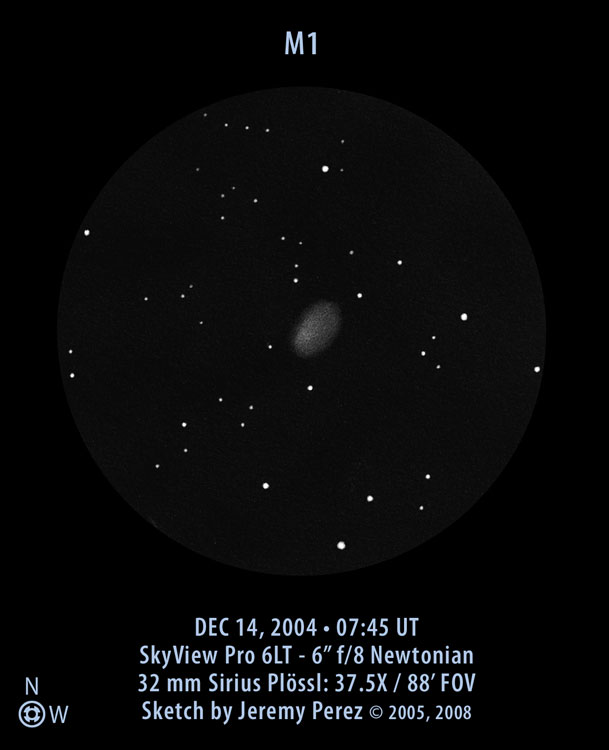 M1
DEC 14, 2004 • 07:45 UT
SkyView Pro 6LT - 6” f/8 Newtonian
32 mm Sirius Plössl: 37.5X / 88’ FOV
Sketch by Jeremy Perez © 2005, 2008
N
W